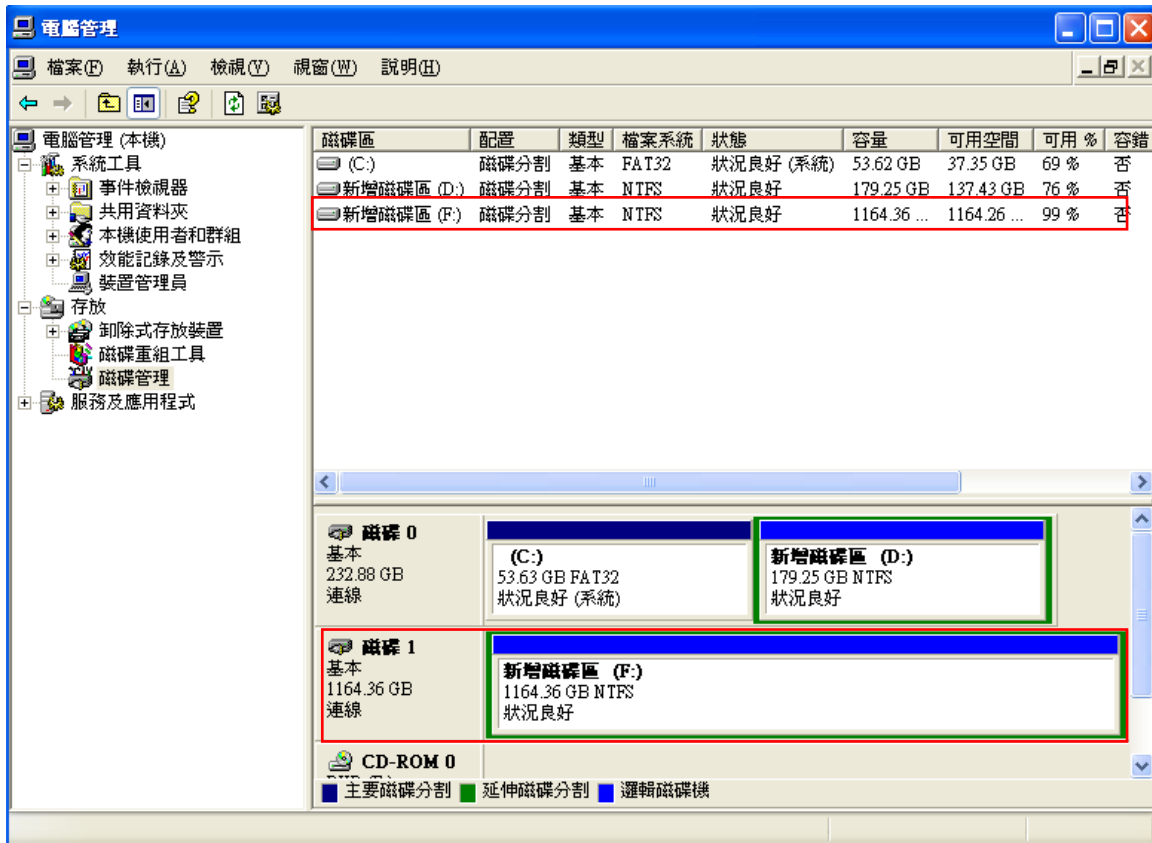 電腦管理
檔案(F) 執行(A) 檢視(V) 視窗(W) 說明(H)
電腦管理 (本機)
系統工具
事件檢視器
共用資料夾
本機使用者和群組
效能記錄及警示
裝置管理員
存放
卸除式存放裝置
磁碟重組工具
磁碟管理
服務及應用程式
磁碟區 配置 類型 檔案系統 狀態 容量 可用空間 可用 % 容錯
(C:) 磁碟分割 基本 FAT32 狀況良好 (系統) 53.62 GB 37.35 GB 69 % 否
新增磁碟區 (D:) 磁碟分割 基本 NTFS 狀況良好 179.25 GB 137.43 GB 76 % 否
新增磁碟區 (F:) 磁碟分割 基本 NTFS 狀況良好 1164.36 ... 1164.26 ... 99 % 否
磁碟 0
基本
232.88 GB
連線
(C:)
53.63 GB FAT32
狀況良好 (系統)
新增磁碟區 (D:)
179.25 GB NTFS
狀況良好
磁碟 1
基本
1164.36 GB
連線
新增磁碟區 (F:)
1164.36 GB NTFS
狀況良好
CD-ROM 0
主要磁碟分割 延伸磁碟分割 邏輯磁碟機